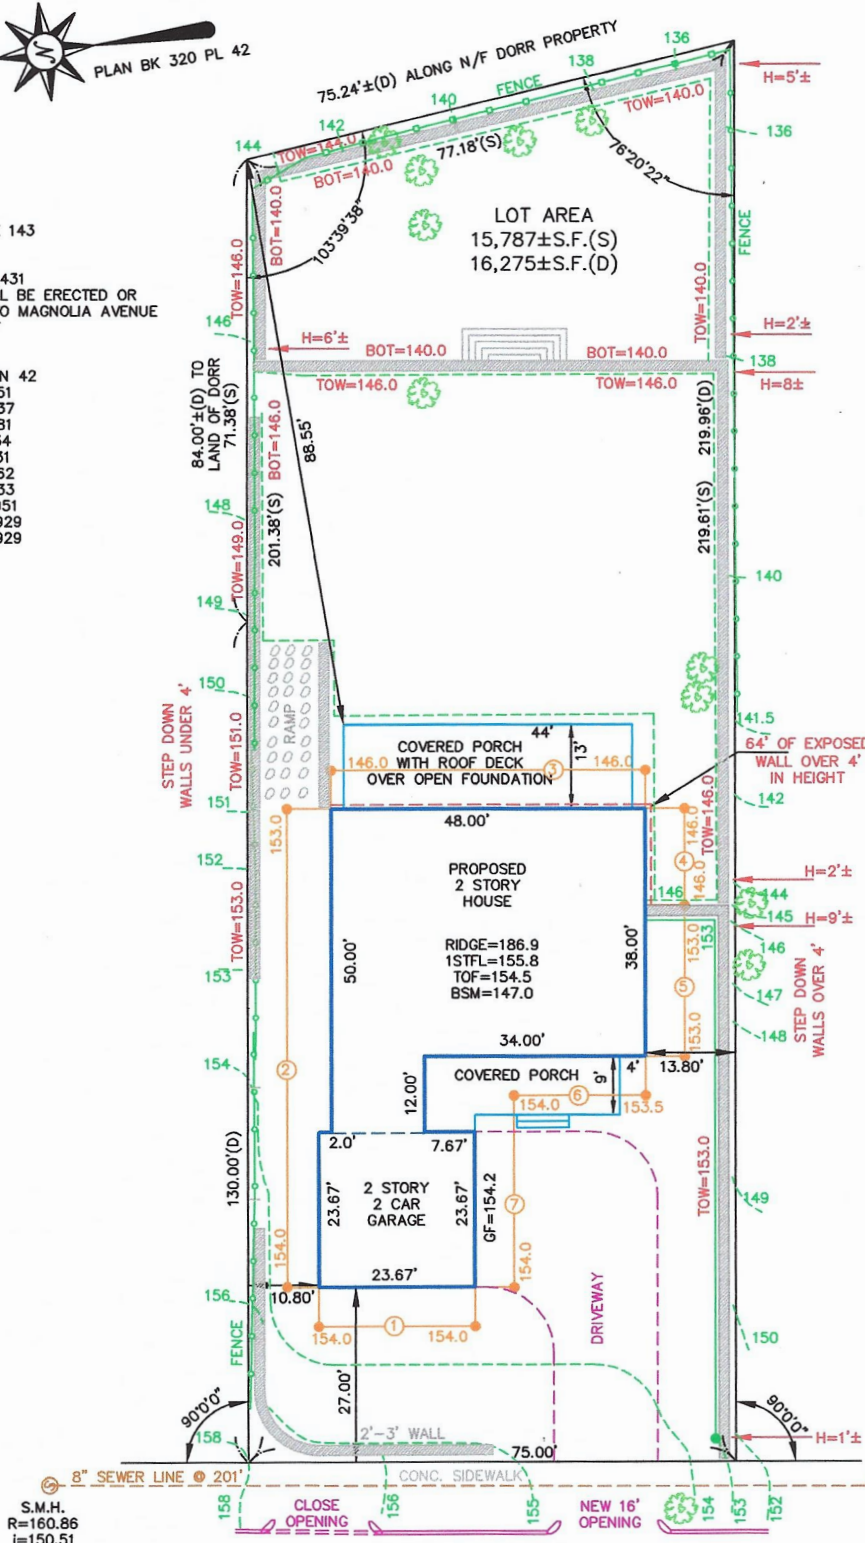 N
PLAN BK 320 PL 42
75.24'±(D) ALONG N/F DORR PROPERTY
136
138
FENCE
140
142
144
TOW=144.0
BOT=140.0
77.18'(S)
TOW=140.0
H=5'±
136
76°20'22"
103°39'38"
BOT=140.0
TOW=146.0
LOT AREA
15,787±S.F.(S)
16,275±S.F.(D)
FENCE
143
431
L BE ERECTED OR
O MAGNOLIA AVENUE
N 42
51
37
81
54
31
62
33
051
929
929
146
H=6'±
BOT=140.0
BOT=140.0
TOW=140.0
H=2'±
138
TOW=146.0
TOW=146.0
H=8±
84.00'±(D) TO
LAND OF DORR
71.38'(S)
BOT=146.0
88.55'
219.96'(D)
219.61'(S)
201.38'(S)
148
TOW=149.0
149
140
150
STEP DOWN
WALLS UNDER 4'
TOW=151.0
RAMP
151
152
TOW=153.0
153
141.5
64' OF EXPOSED
WALL OVER 4'
IN HEIGHT
142
44'
13'
COVERED PORCH
WITH ROOF DECK
OVER OPEN FOUNDATION
146.0
3
146.0
153.0
48.00'
TOW=146.0
146.0
4
146.0
146
H=2'±
144
145
H=9'±
146
147
148
STEP DOWN
WALLS OVER 4'
PROPOSED
2 STORY
HOUSE
RIDGE=186.9
1STFL=155.8
TOF=154.5
BSM=147.0
50.00'
38.00'
153
153.0
5
153.0
34.00'
4'
13.80'
COVERED PORCH
9'
154
2
12.00'
154.0
6
153.5
130.00'(D)
2.0'
7.67'
23.67'
2 STORY
2 CAR
GARAGE
23.67'
GF=154.2
7
154.0
TOW=153.0
149
154.0
23.67'
10.80'
156
154.0
1
154.0
DRIVEWAY
150
FENCE
27.00'
90°0'0"
90°0'0"
158
2'-3' WALL
75.00'
H=1'±
8" SEWER LINE @ 201'
CONC. SIDEWALK
S
S.M.H.
R=160.86
i=150.51
158
CLOSE
OPENING
156
155
NEW 16'
OPENING
154
153
152